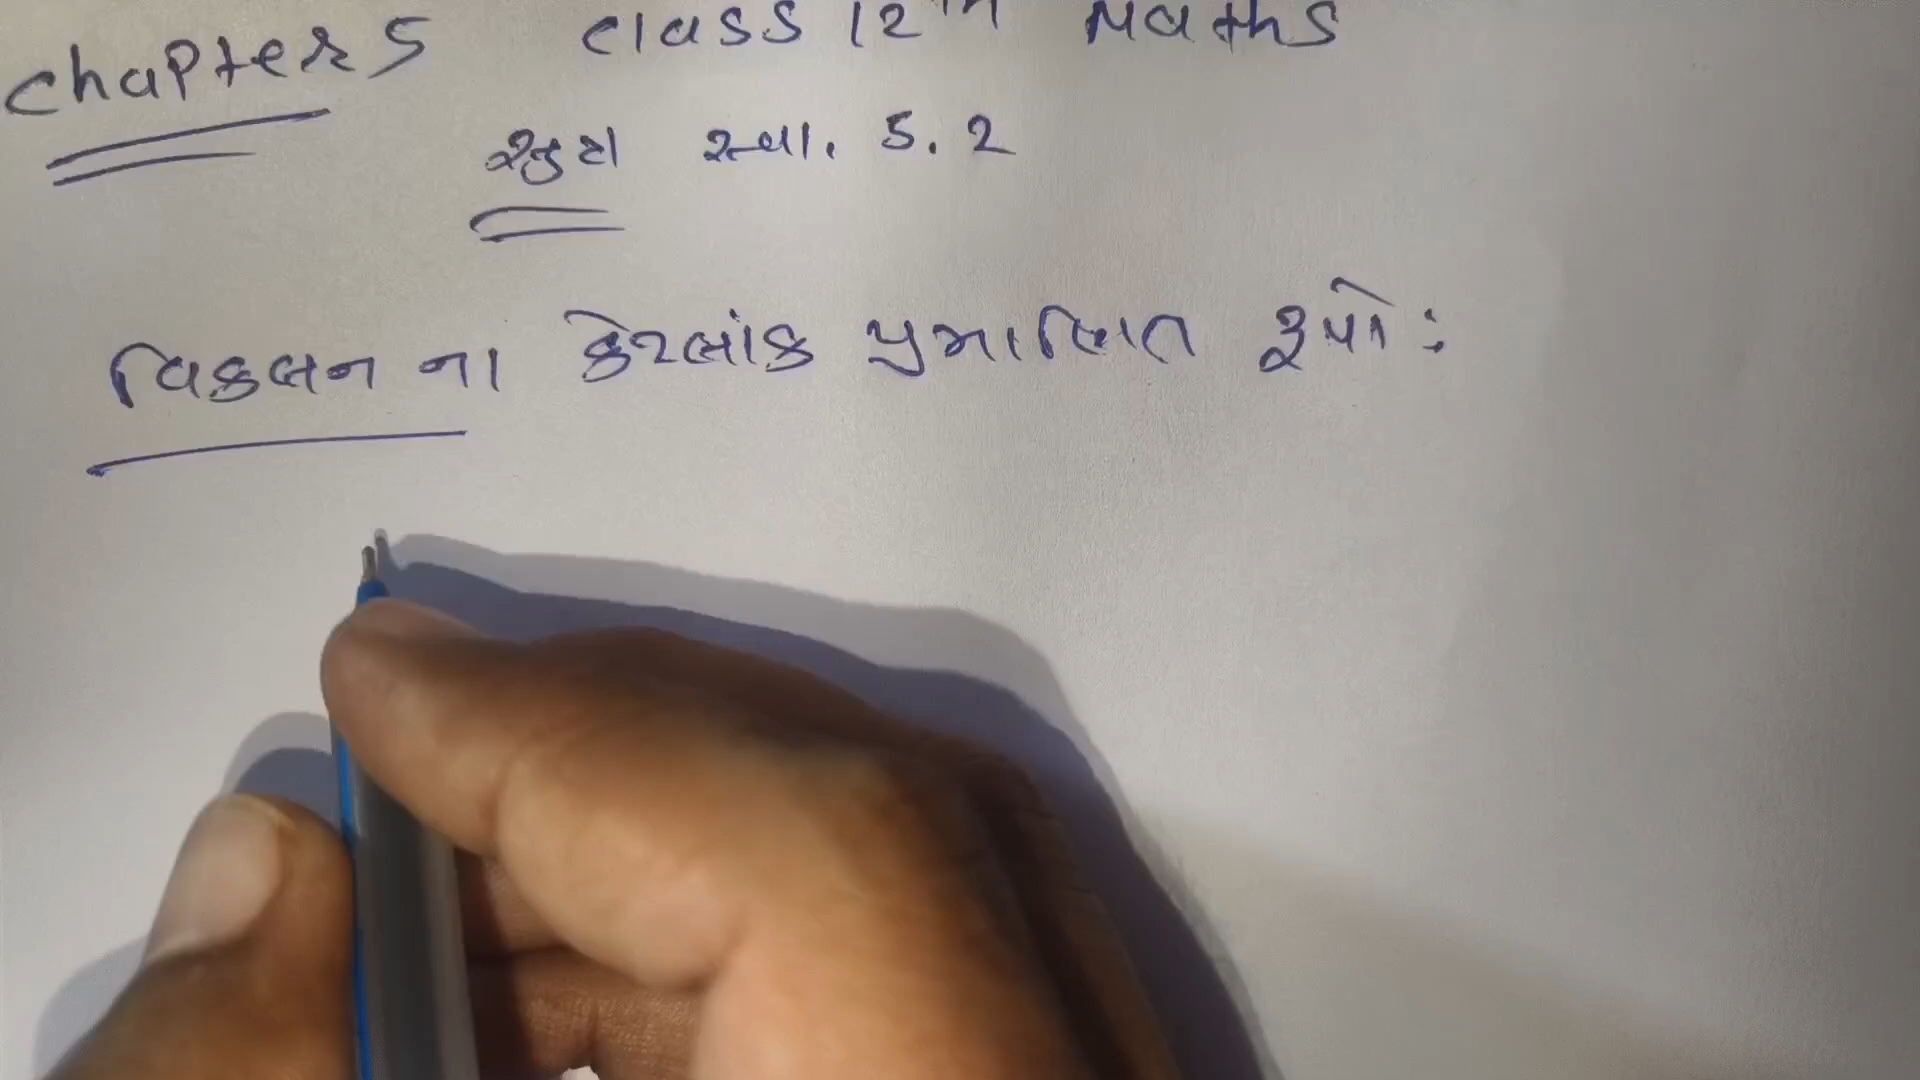 Chapter 5 Class 12th Maths
સ્વા. 5.2
વિકલન ના કેટલાંક પ્રમાણિત રૂપો: